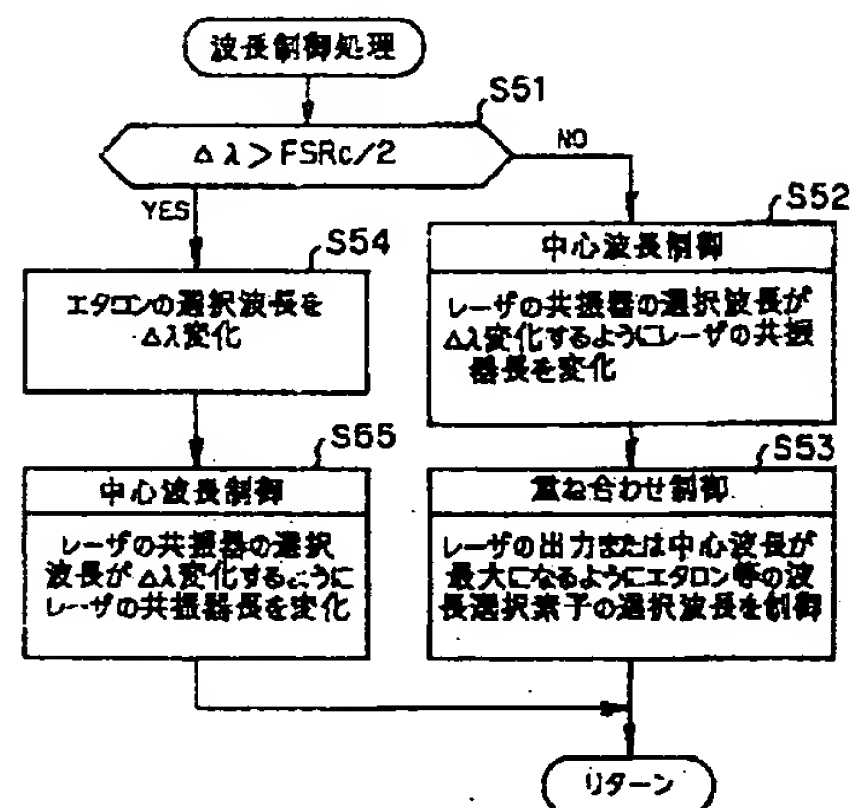 波長制御処理
S51
Δλ>FSRc/2
NO
YES
S52
中心波長制御
レーザの共振器の選択波長が
Δλ変化するようにレーザの共振
器長を変化
S54
エタロンの選択波長を
Δλ変化
S53
重ね合わせ制御
レーザの出力または中心波長が
最大になるようにエタロン等の波
長選択素子の選択波長を制御
S55
中心波長制御
レーザの共振器の選択
波長がΔλ変化するように
レーザの共振器長を変化
リターン